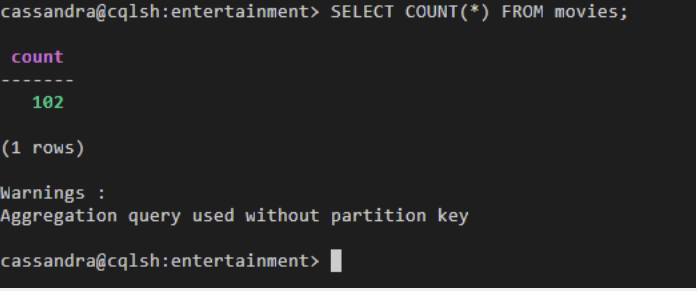 cassandra@cqlsh:entertainment> SELECT COUNT(*) FROM movies;
count
-------
102
(1 rows)
Warnings :
Aggregation query used without partition key
cassandra@cqlsh:entertainment>